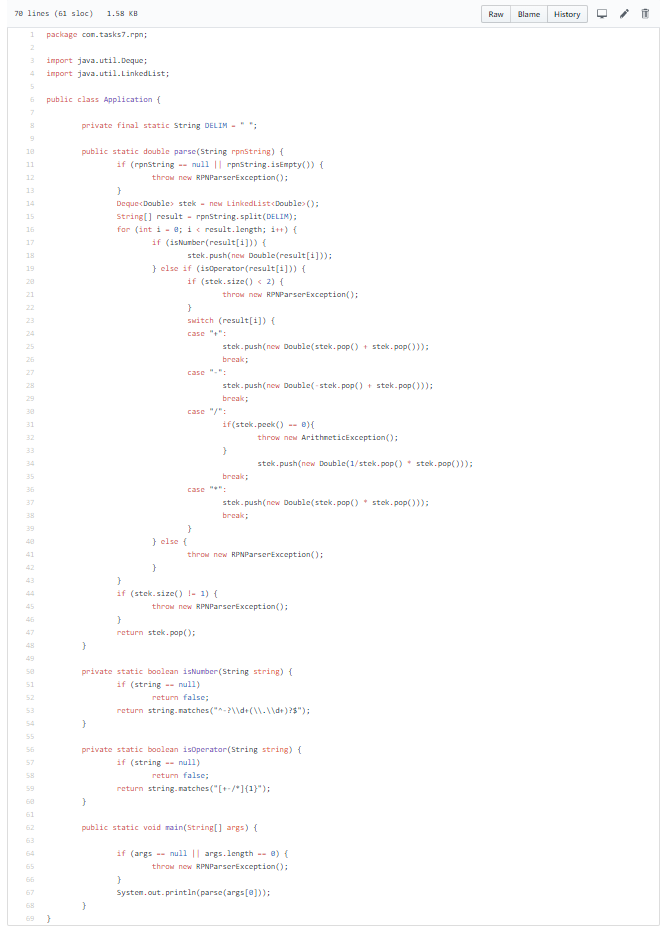 70 lines (61 sloc) 1.58 KB
Raw Blame History
1 package com.tasks7.rpn;
2
3 import java.util.Deque;
4 import java.util.LinkedList;
5
6 public class Application {
7
8 private final static String DELIM = " ";
9
10 public static double parse(String rpnString) {
11 if (rpnString == null || rpnString.isEmpty()) {
12 throw new RPNParserException();
13 }
14 Deque<Double> stek = new LinkedList<Double>();
15 String[] result = rpnString.split(DELIM);
16 for (int i = 0; i < result.length; i++) {
17 if (isNumber(result[i])) {
18 stek.push(new Double(result[i]));
19 } else if (isOperator(result[i])) {
20 if (stek.size() < 2) {
21 throw new RPNParserException();
22 }
23 switch (result[i]) {
24 case "+":
25 stek.push(new Double(stek.pop() + stek.pop()));
26 break;
27 case "-":
28 stek.push(new Double(-stek.pop() + stek.pop()));
29 break;
30 case "/":
31 if(stek.peek() == 0){
32 throw new ArithmeticException();
33 }
34 stek.push(new Double(1/stek.pop() * stek.pop()));
35 break;
36 case "*":
37 stek.push(new Double(stek.pop() * stek.pop()));
38 break;
39 }
40 } else {
41 throw new RPNParserException();
42 }
43 }
44 if (stek.size() != 1) {
45 throw new RPNParserException();
46 }
47 return stek.pop();
48 }
49
50 private static boolean isNumber(String string) {
51 if (string == null)
52 return false;
53 return string.matches("^-?\\d+(\\.\\d+)?$");
54 }
55
56 private static boolean isOperator(String string) {
57 if (string == null)
58 return false;
59 return string.matches("[+-/*]{1}");
60 }
61
62 public static void main(String[] args) {
63
64 if (args == null || args.length == 0) {
65 throw new RPNParserException();
66 }
67 System.out.println(parse(args[0]));
68 }
69 }